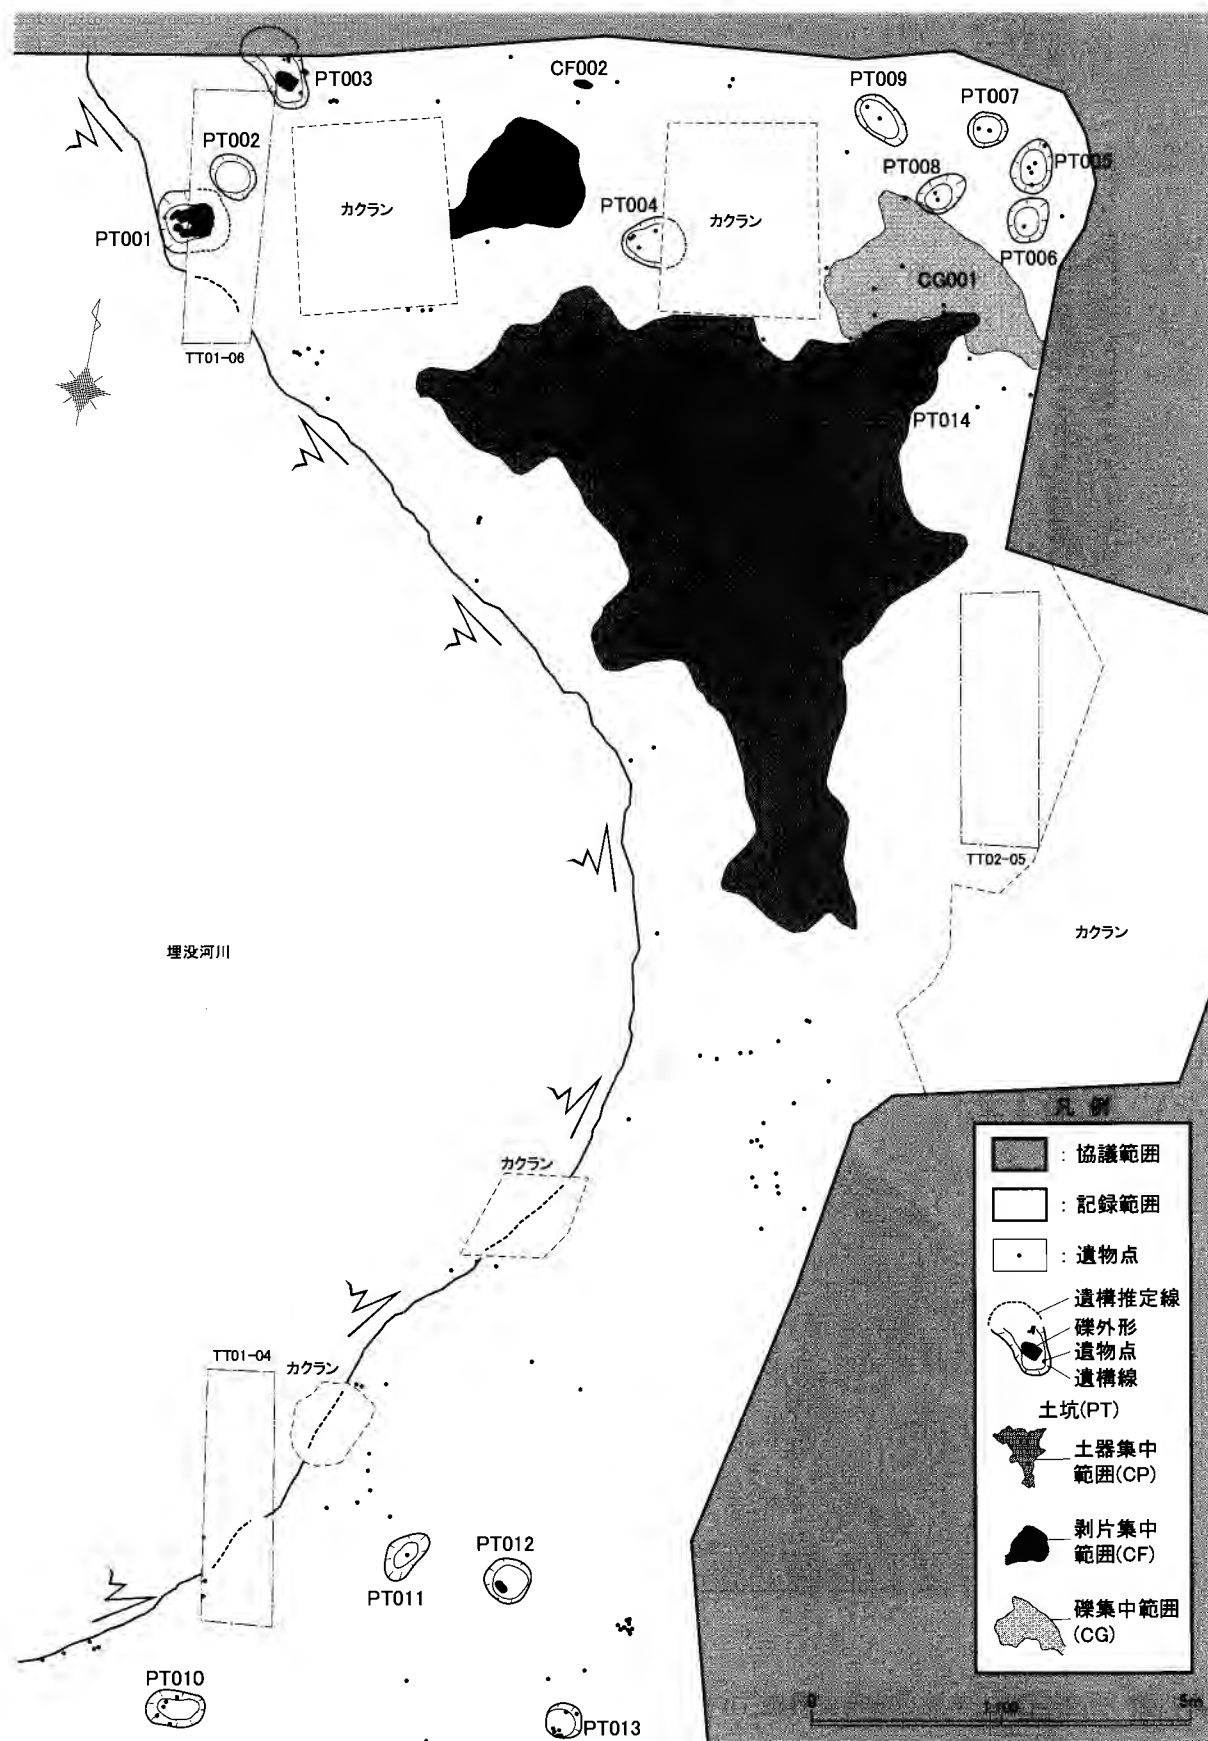 PT003
CF002
PT009
PT007
PT002
PT005
PT008
カクラン
PT004
カクラン
PT001
PT006
CG001
TT01-06
PT014
TT02-05
カクラン
埋没河川
カクラン
TT01-04
カクラン
PT012
PT011
PT010
PT013
凡例
：協議範囲
：記録範囲
：遺物点
遺構推定線
礫外形
遺物点
遺構線
土坑(PT)
土器集中
範囲(CP)
剥片集中
範囲(CF)
礫集中範囲
(CG)
0
5m